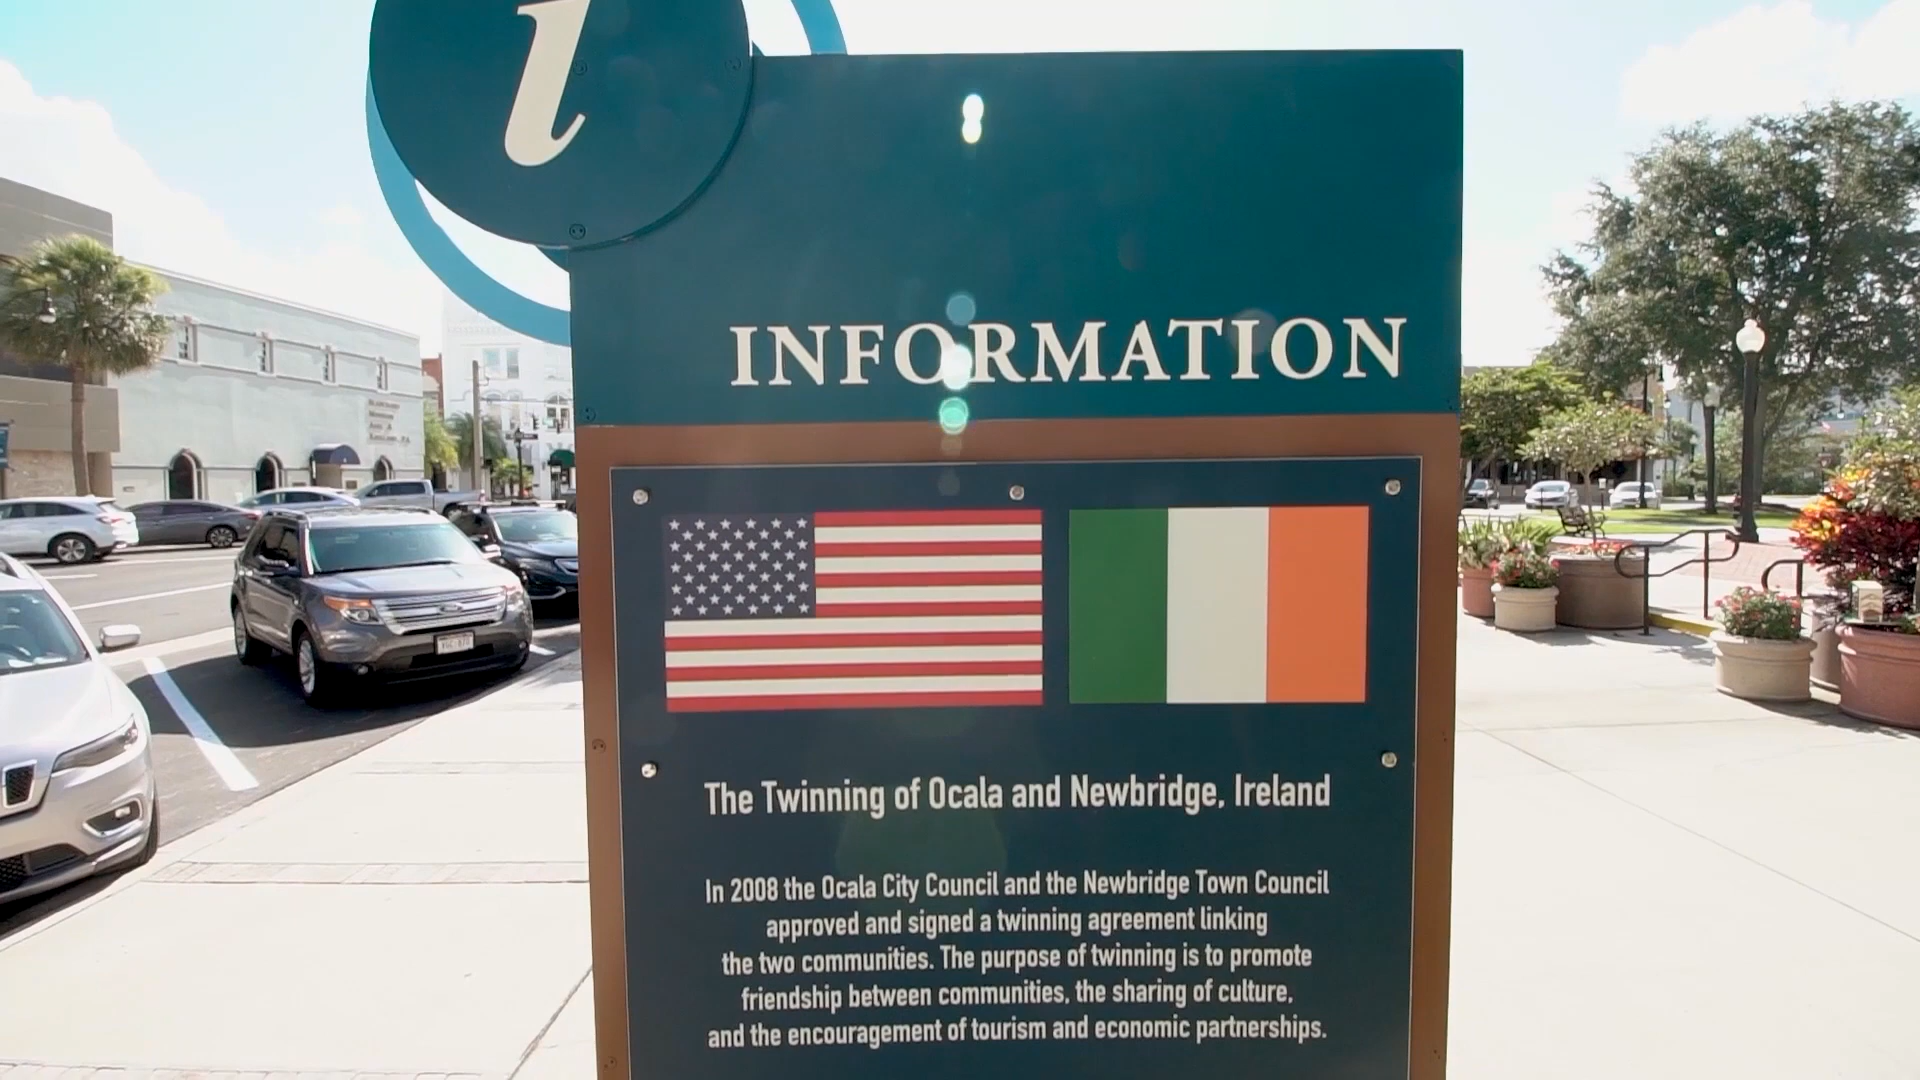 i
INFORMATION
The Twinning of Ocala and Newbridge, Ireland
In 2008 the Ocala City Council and the Newbridge Town Council
approved and signed a twinning agreement linking
the two communities. The purpose of twinning is to promote
friendship between communities, the sharing of culture,
and the encouragement of tourism and economic partnerships.